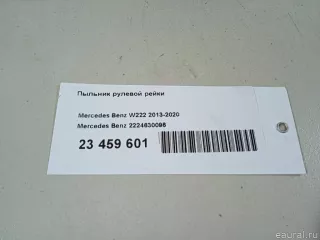 Пыльник рулевой рейки
Mercedes Benz W222 2013-2020
Mercedes Benz 2224630096
23 459 601
eaural.ru